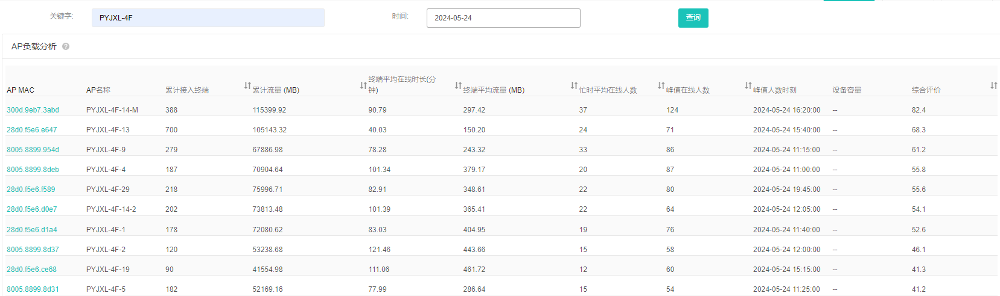 关键字: PYJXL-4F 时间: 2024-05-24 查询
AP负载分析 ?
AP MAC AP名称 累计接入终端 累计流量 (MB) 终端平均在线时长(分钟) 终端平均流量 (MB) 忙时平均在线人数 峰值在线人数 峰值人数时刻 设备容量 综合评价
300d.9eb7.3abd PYJXL-4F-14-M 388 115399.92 90.79 297.42 37 124 2024-05-24 16:20:00 -- 82.4
28d0.f5e6.e647 PYJXL-4F-13 700 105143.32 40.03 150.20 24 71 2024-05-24 15:40:00 -- 68.3
8005.8899.954d PYJXL-4F-9 279 67886.98 78.28 243.32 33 86 2024-05-24 11:15:00 -- 61.2
8005.8899.8deb PYJXL-4F-4 187 70904.64 101.34 379.17 20 87 2024-05-24 11:00:00 -- 55.8
28d0.f5e6.f589 PYJXL-4F-29 218 75996.71 82.91 348.61 22 80 2024-05-24 19:45:00 -- 55.6
28d0.f5e6.d0e7 PYJXL-4F-14-2 202 73813.48 101.39 365.41 22 64 2024-05-24 12:05:00 -- 54.1
28d0.f5e6.d1a4 PYJXL-4F-1 178 72080.62 83.03 404.95 19 76 2024-05-24 11:40:00 -- 52.6
8005.8899.8d37 PYJXL-4F-2 120 53238.68 121.46 443.66 15 58 2024-05-24 12:00:00 -- 46.1
28d0.f5e6.ce68 PYJXL-4F-19 90 41554.98 111.06 461.72 12 60 2024-05-24 15:15:00 -- 41.3
8005.8899.8d31 PYJXL-4F-5 182 52169.16 77.99 286.64 15 54 2024-05-24 11:25:00 -- 41.2